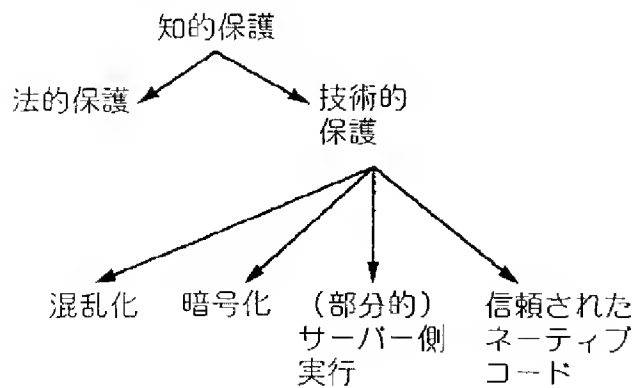 知的保護
法的保護
技術的
保護
混乱化
暗号化
（部分的）
サーバー側
実行
信頼された
ネーティブ
コード